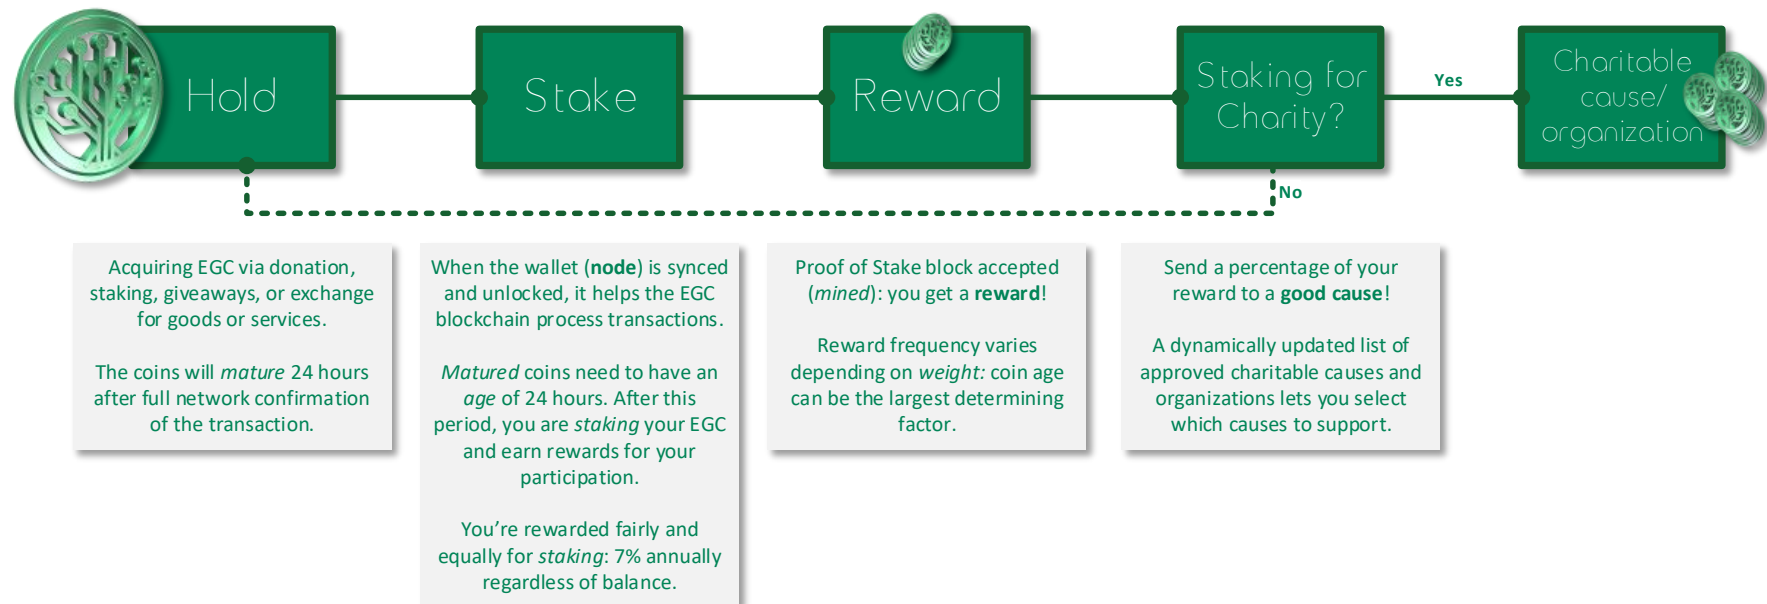 Hold
Stake
Reward
Staking for
Charity?
Yes
Charitable
cause/
organization
No
Acquiring EGC via donation,
staking, giveaways, or exchange
for goods or services.
The coins will mature 24 hours
after full network confirmation
of the transaction.
When the wallet (node) is synced
and unlocked, it helps the EGC
blockchain process transactions.
Matured coins need to have an
age of 24 hours. After this
period, you are staking your EGC
and earn rewards for your
participation.
You’re rewarded fairly and
equally for staking: 7% annually
regardless of balance.
Proof of Stake block accepted
(mined): you get a reward!
Reward frequency varies
depending on weight: coin age
can be the largest determining
factor.
Send a percentage of your
reward to a good cause!
A dynamically updated list of
approved charitable causes and
organizations lets you select
which causes to support.